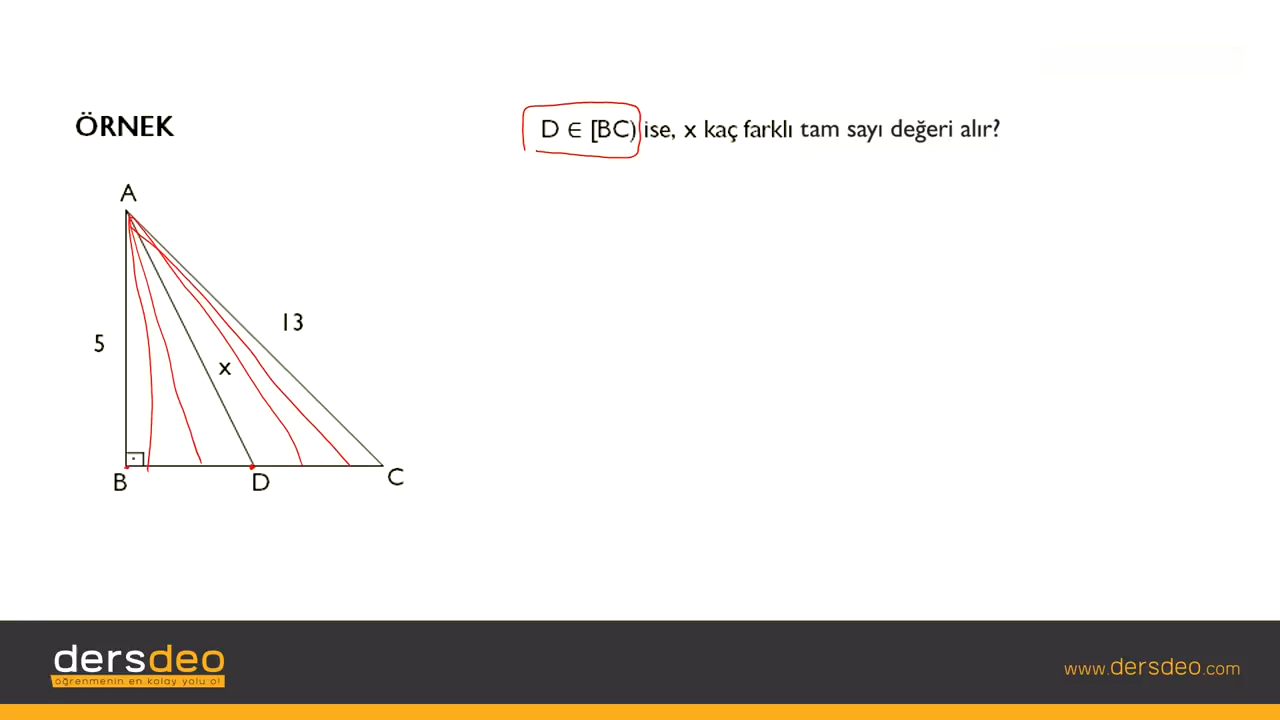 ÖRNEK
D ∈ [BC) ise, x kaç farklı tam sayı değeri alır?
A
5
13
x
B
D
C
dersdeo
öğrenmenin en kolay yolu o!
www.dersdeo.com